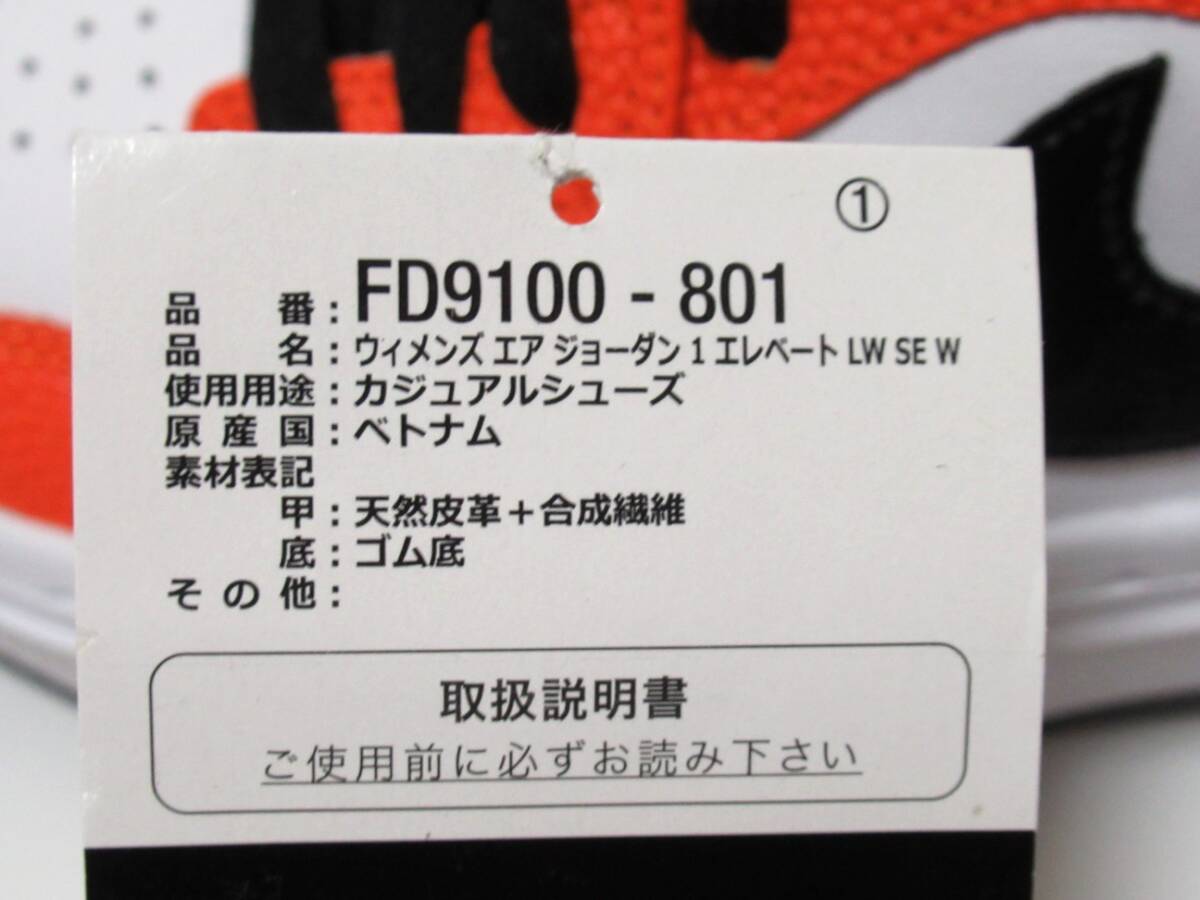 ①
品番：FD9100 - 801
品名：ウィメンズ エア ジョーダン 1 エレベート LW SE W
使用用途：カジュアルシューズ
原産国：ベトナム
素材表記
甲：天然皮革＋合成繊維
底：ゴム底
その他：
取扱説明書
ご使用前に必ずお読み下さい